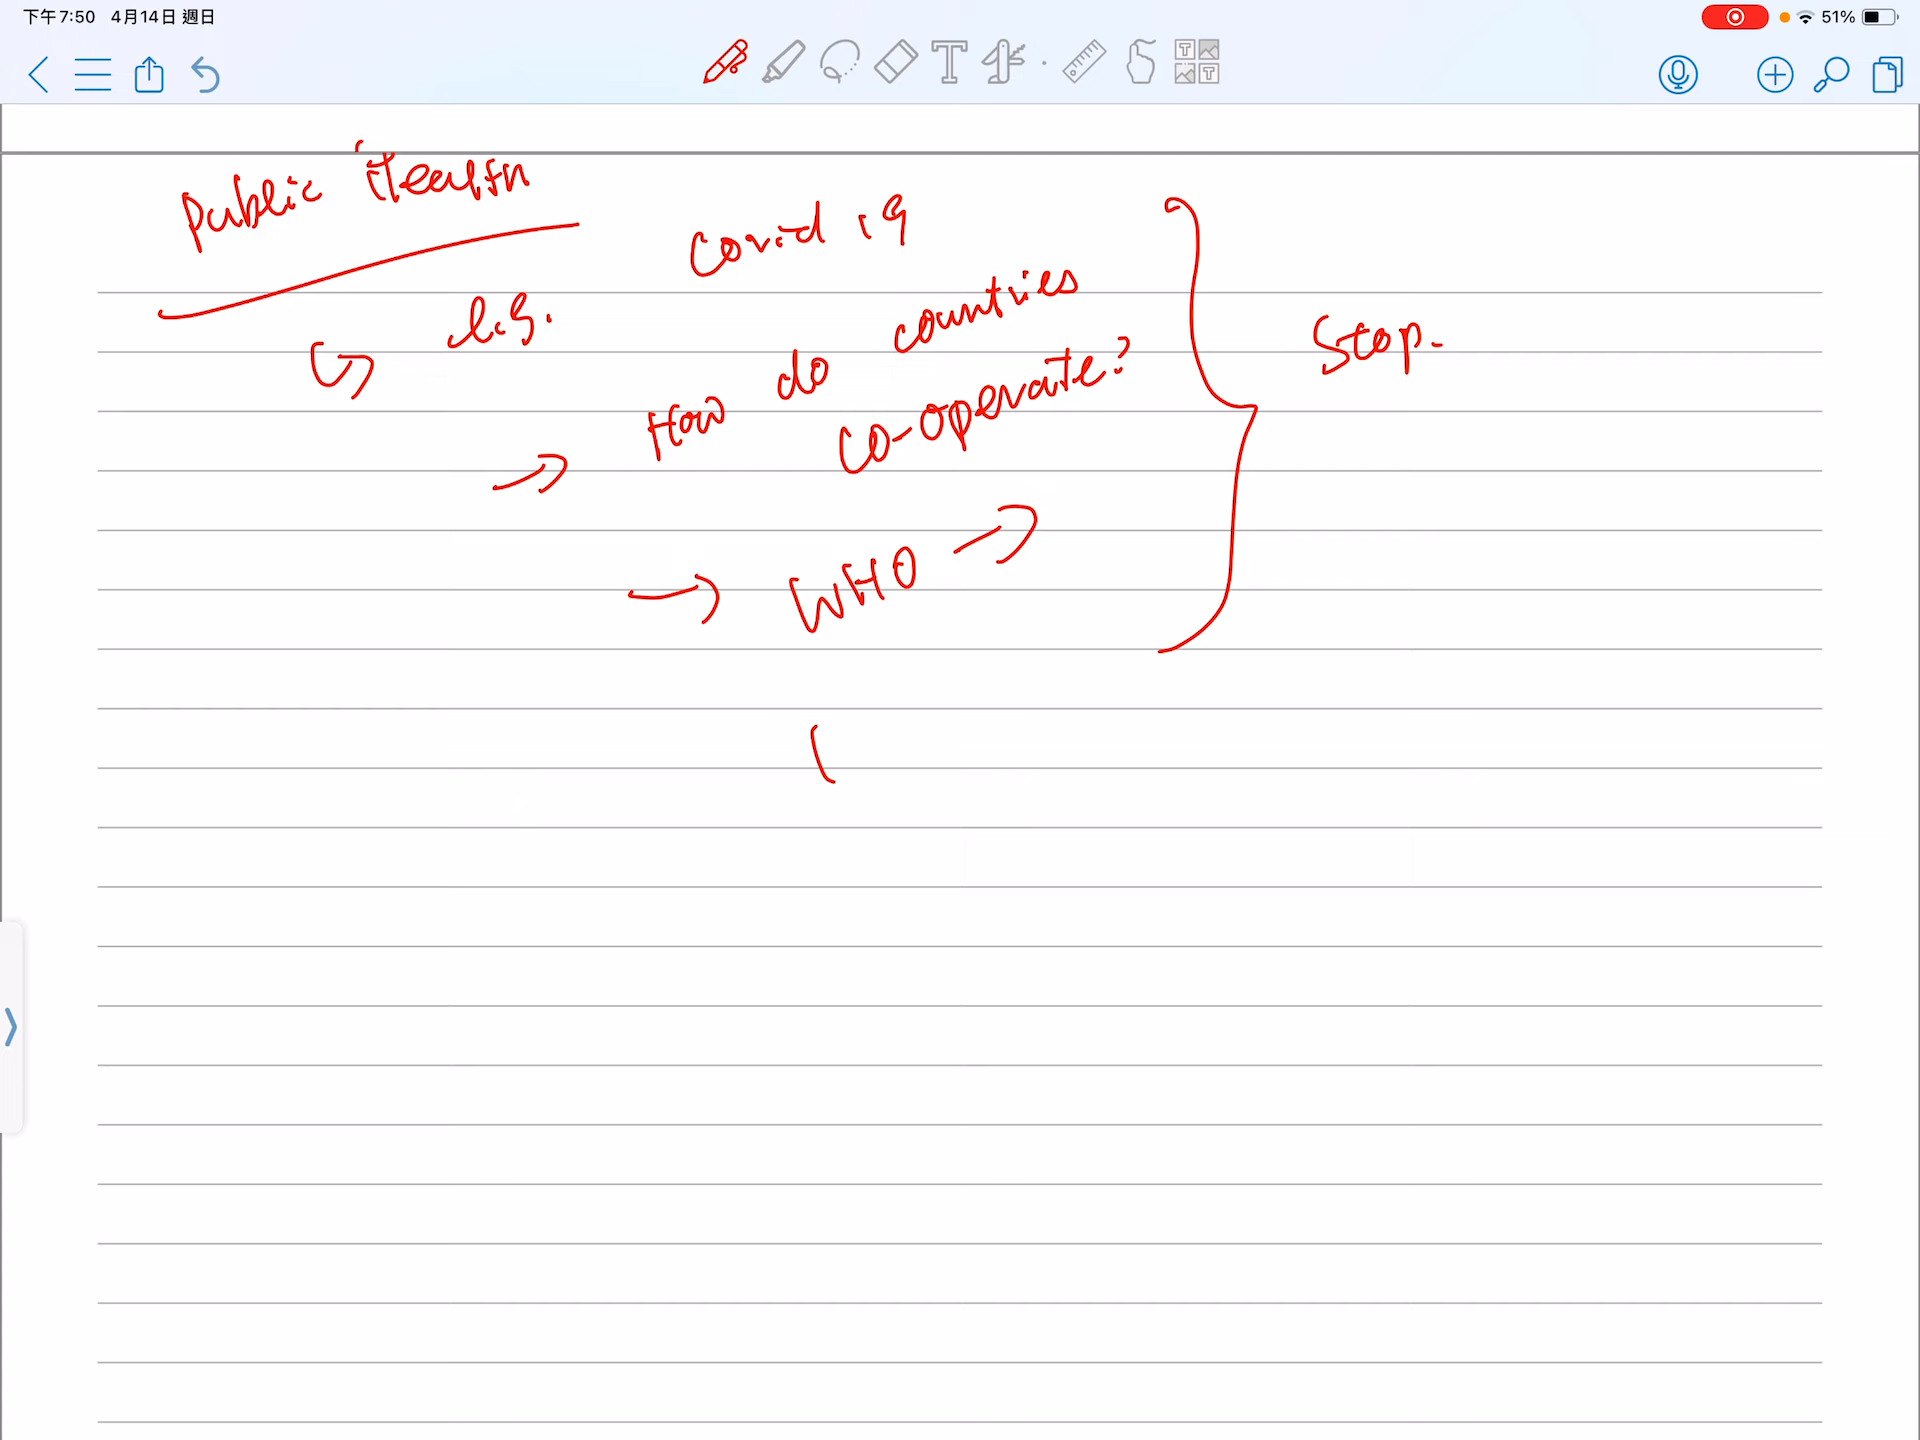 下午7:50 4月14日 週日
51%
Public Health
e.g. Covid 19
→ How do countries
co-operate?
→ WHO →
Stop.